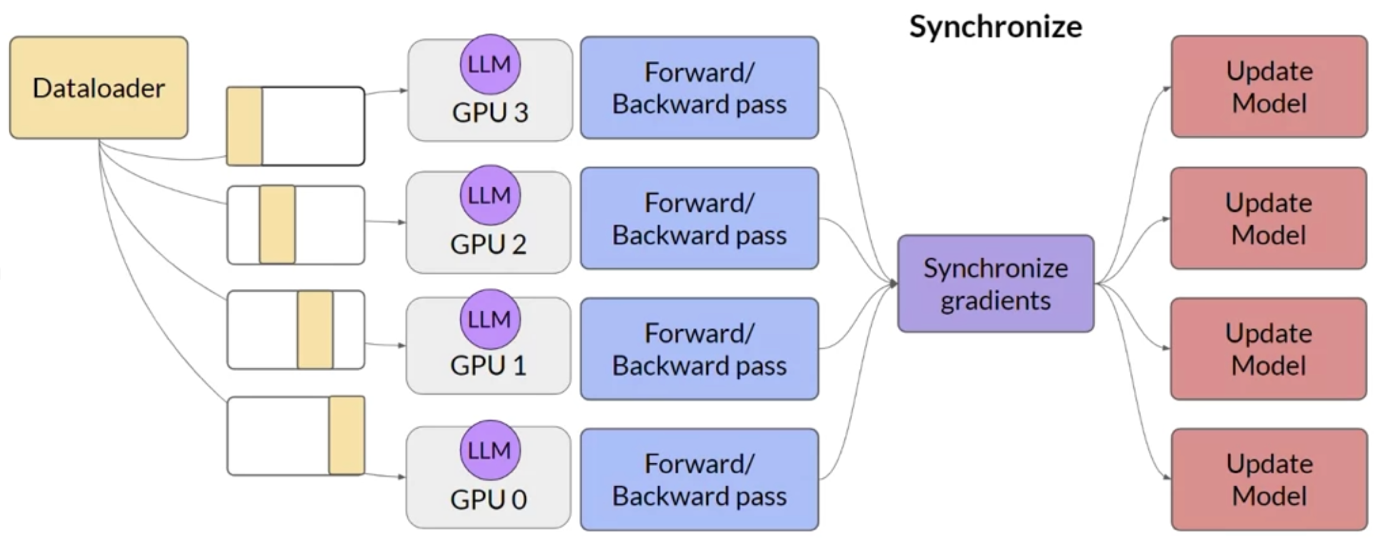 Synchronize
Dataloader
LLM
GPU 3
Forward/
Backward pass
Update
Model
LLM
GPU 2
Forward/
Backward pass
Update
Model
Synchronize
gradients
LLM
GPU 1
Forward/
Backward pass
Update
Model
LLM
GPU 0
Forward/
Backward pass
Update
Model